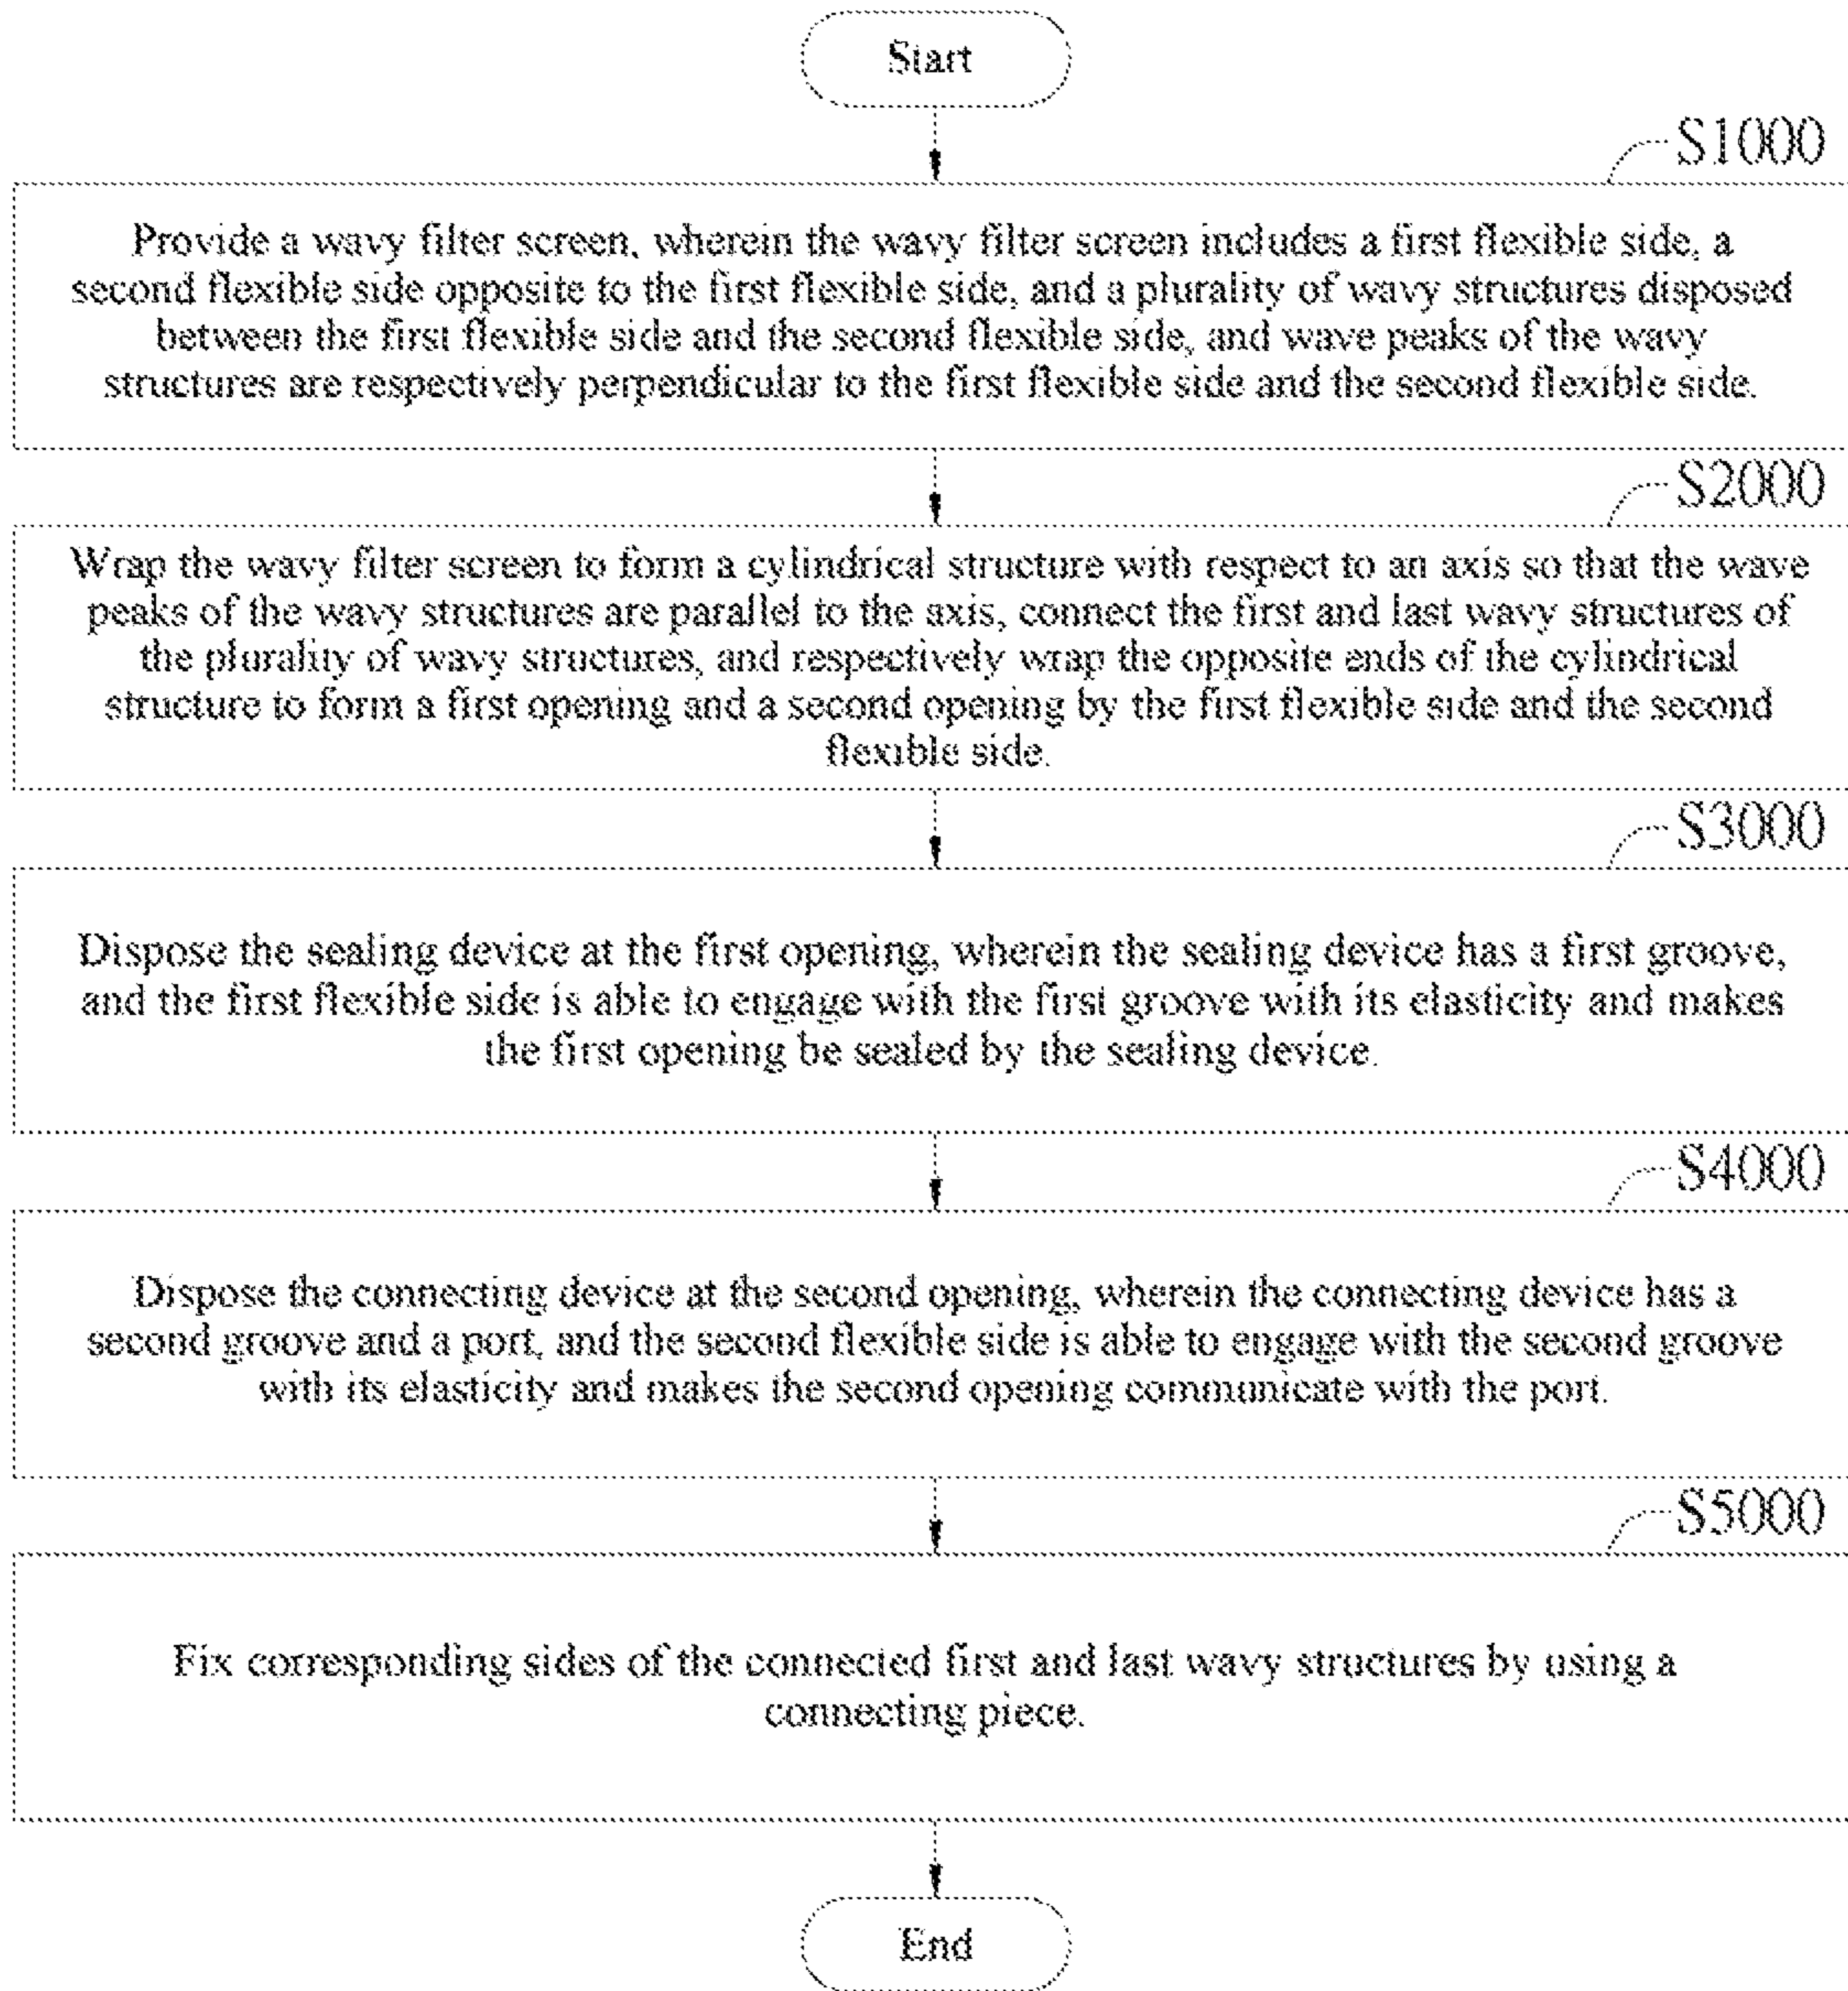 Start
S1000
Provide a wavy filter screen, wherein the wavy filter screen includes a first flexible side, a
second flexible side opposite to the first flexible side, and a plurality of wavy structures disposed
between the first flexible side and the second flexible side, and wave peaks of the wavy
structures are respectively perpendicular to the first flexible side and the second flexible side.
S2000
Wrap the wavy filter screen to form a cylindrical structure with respect to an axis so that the wave
peaks of the wavy structures are parallel to the axis, connect the first and last wavy structures of
the plurality of wavy structures, and respectively wrap the opposite ends of the cylindrical
structure to form a first opening and a second opening by the first flexible side and the second
flexible side.
S3000
Dispose the sealing device at the first opening, wherein the sealing device has a first groove,
and the first flexible side is able to engage with the first groove with its elasticity and makes
the first opening be sealed by the sealing device.
S4000
Dispose the connecting device at the second opening, wherein the connecting device has a
second groove and a port, and the second flexible side is able to engage with the second groove
with its elasticity and makes the second opening communicate with the port.
S5000
Fix corresponding sides of the connected first and last wavy structures by using a
connecting piece.
End